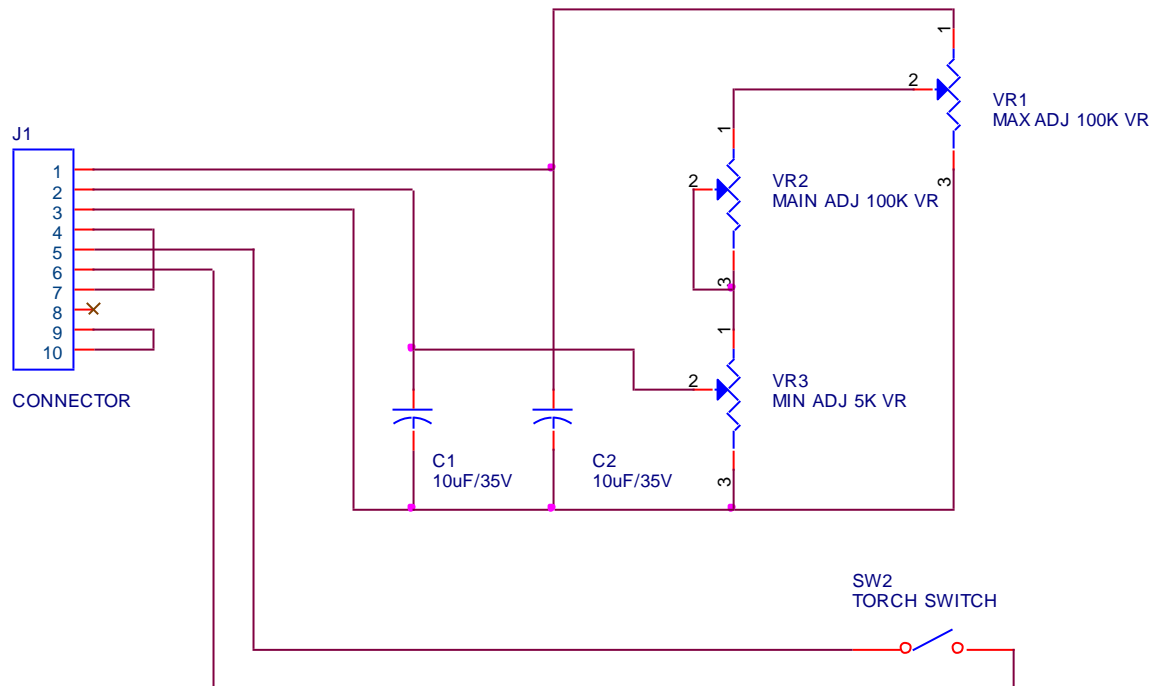 J1
1
2
3
4
5
6
7
8
9
10
CONNECTOR
1
2
3
VR1
MAX ADJ 100K VR
1
2
3
VR2
MAIN ADJ 100K VR
1
2
3
VR3
MIN ADJ 5K VR
C1
10uF/35V
C2
10uF/35V
SW2
TORCH SWITCH